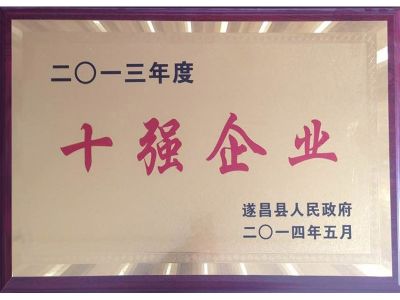 二〇一三年度
十强企业
遂昌县人民政府
二〇一四年五月